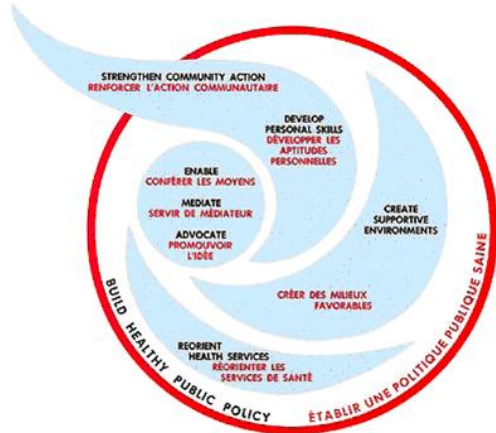 STRENGTHEN COMMUNITY ACTION
RENFORCER L'ACTION COMMUNAUTAIRE
DEVELOP
PERSONAL SKILLS
DÉVELOPPER LES
APTITUDES
PERSONNELLES
ENABLE
CONFÉRER LES MOYENS
MEDIATE
SERVIR DE MÉDIATEUR
ADVOCATE
PROMOUVOIR
L'IDÉE
CREATE
SUPPORTIVE
ENVIRONMENTS
CRÉER DES MILIEUX
FAVORABLES
REORIENT
HEALTH SERVICES
RÉORIENTER LES
SERVICES DE SANTÉ
BUILD HEALTHY PUBLIC POLICY
ÉTABLIR UNE POLITIQUE PUBLIQUE SAINE